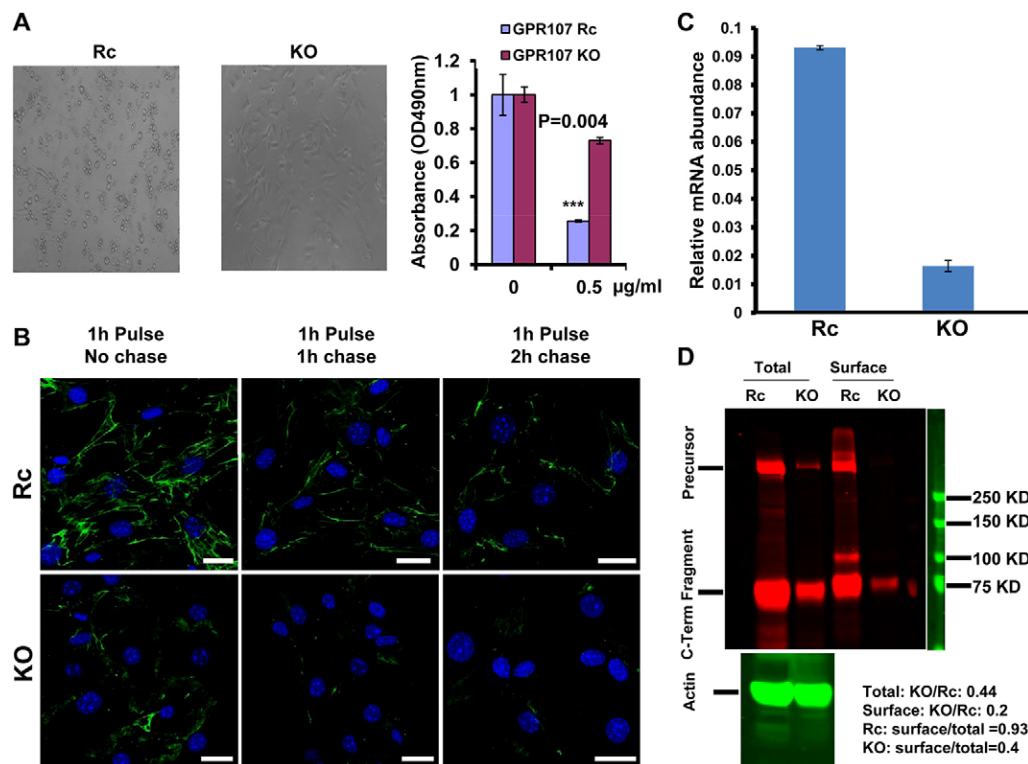 A
Rc
KO
GPR107 Rc
GPR107 KO
Absorbance (OD490nm)
1.2
1
0.8
0.6
0.4
0.2
0
P=0.004
***
0
0.5
µg/ml
C
Relative mRNA abundance
0.1
0.09
0.08
0.07
0.06
0.05
0.04
0.03
0.02
0.01
0
Rc
KO
B
1h Pulse
No chase
1h Pulse
1h chase
1h Pulse
2h chase
Rc
KO
D
Total
Surface
Rc
KO
Rc
KO
Precursor
C-Term Fragment
Actin
250 KD
150 KD
100 KD
75 KD
Total: KO/Rc: 0.44
Surface: KO/Rc: 0.2
Rc: surface/total =0.93
KO: surface/total=0.4